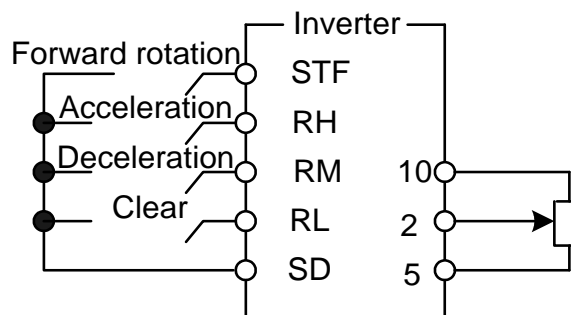 Inverter
Forward rotation STF
Acceleration RH
Deceleration RM 10
Clear RL 2
SD 5